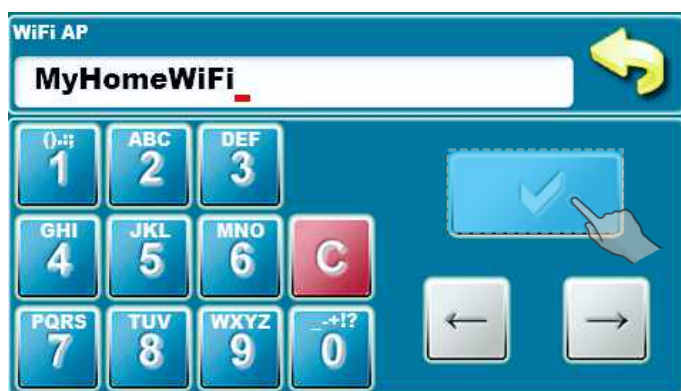 WiFi AP
MyHomeWiFi_
().:; ABC DEF
1 2 3
GHI JKL MNO
4 5 6 C
PQRS TUV WXYZ _-+!?
7 8 9 0
← →